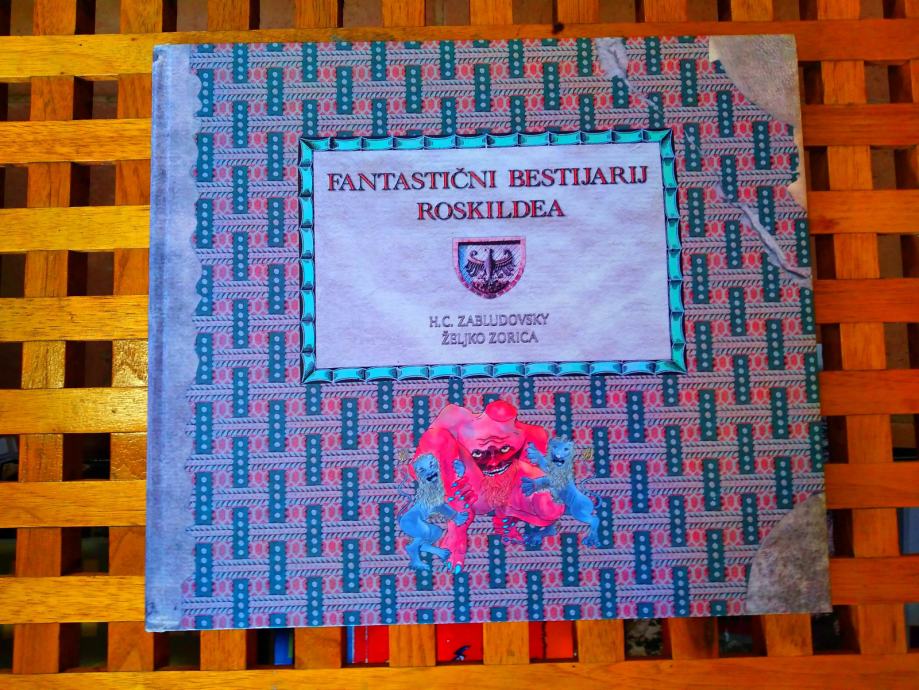 FANTASTIČNI BESTIJARIJ
ROSKILDEA
H.C. ZABLUDOVSKY
ŽELJKO ZORICA